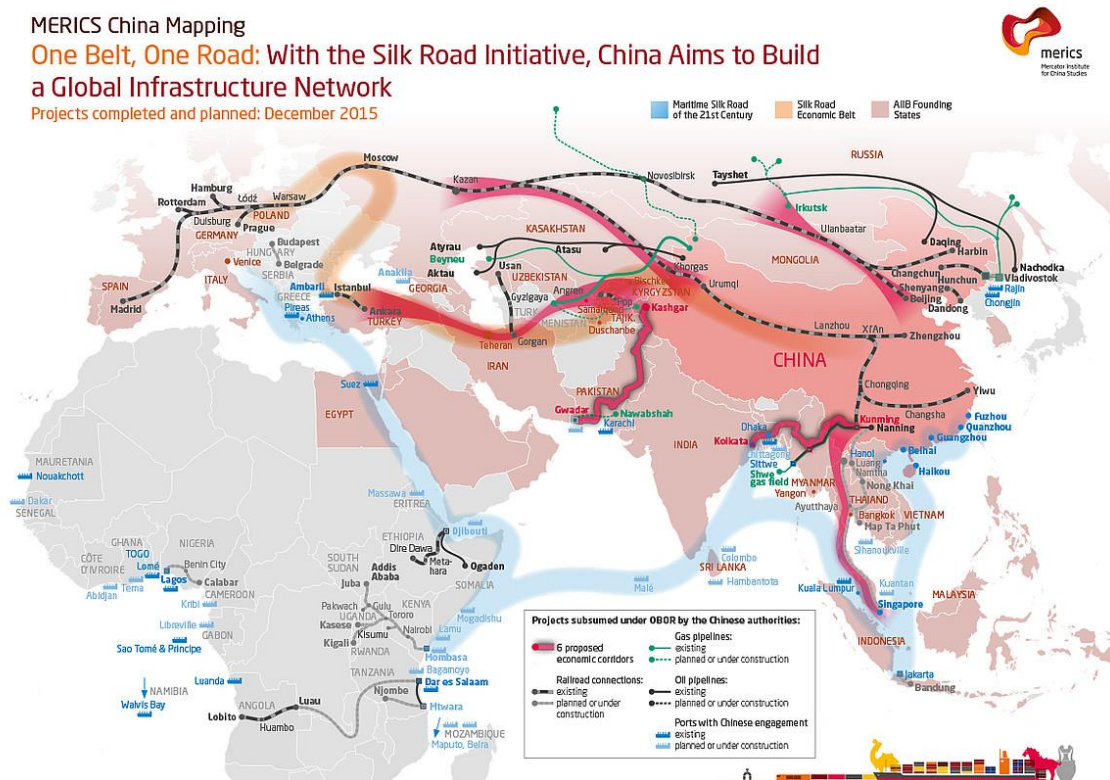 MERICS China Mapping
One Belt, One Road: With the Silk Road Initiative, China Aims to Build
a Global Infrastructure Network
Projects completed and planned: December 2015
merics
Mercator Institute
for China Studies
Maritime Silk Road
of the 21st Century
Silk Road
Economic Belt
AIIB Founding
States
RUSSIA
Moscow
Kazan
Novosibirsk
Tayshet
Hamburg
Rotterdam
Łódź
Warsaw
Duisburg
POLAND
Prague
GERMANY
Irkutsk
KASAKHSTAN
Ulanbaatar
Budapest
HUNGARY
Belgrade
SERBIA
Venice
ITALY
Atyrau
Beyneu
Aktau
Atasu
Usan
UZBEKISTAN
Khorgas
MONGOLIA
Daqing
Harbin
Changchun
Hunchun
Nachodka
Vladivostok
Shenyang
Rajin
Beijing
Chongjin
Dandong
SPAIN
Madrid
Anaklia
GEORGIA
Ambarli
Istanbul
GREECE
Pireas
Athens
Ankara
TURKEY
Gyzlgaya
Angren
Bischkek
KYRGYZSTAN
Urumqi
TURK
MENISTAN
Samarqand
Pop
TAJIK.
Duschanbe
Kashgar
Teheran
Gorgan
Lanzhou
Xi'An
Zhengzhou
IRAN
CHINA
Suez
EGYPT
PAKISTAN
Gwadar
Nawabshah
Karachi
Chongqing
Yiwu
Changsha
INDIA
Dhaka
Kolkata
Chittagong
Sittwe
Shwe
gas field
Kunming
Nanning
Fuzhou
Quanzhou
Guangzhou
Beihai
Haikou
Hanoi
Luang
Namtha
Nong Khai
MYANMAR
Yangon
THAILAND
Ayutthaya
Bangkok
VIETNAM
Map Ta Phut
Sihanoukville
MAURETANIA
Nouakchott
Dakar
SENEGAL
Massawa
ERITREA
Djibouti
ETHIOPIA
Dire Dawa
Meta-
hara
Addis
Ababa
Ogaden
SOMALIA
GHANA
NIGERIA
CÔTE
D'IVROIRE
TOGO
Lomé
Benin City
Lagos
Tema
Abidjan
Calabar
CAMEROON
Kribi
Libreville
GABON
Sao Tomé & Principe
SOUTH
SUDAN
Juba
Pakwach
Gulu
Tororo
KENYA
UGANDA
Kasese
Kisumu
Nairobi
Kigali
RWANDA
Mogadishu
Lamu
Mombasa
Bagamoyo
TANZANIA
Dar es Salaam
Njombe
Mtwara
MOZAMBIQUE
Maputo, Beira
Luanda
NAMIBIA
Walvis Bay
ANGOLA
Luau
Lobito
Huambo
Colombo
SRI LANKA
Hambantota
Malé
Kuala Lumpur
Kuantan
MALAYSIA
Singapore
INDONESIA
Jakarta
Bandung
Projects subsumed under OBOR by the Chinese authorities:
6 proposed
economic corridors
Railroad connections:
existing
planned or under
construction
Gas pipelines:
existing
planned or under construction
Oil pipelines:
existing
planned or under construction
Ports with Chinese engagement
existing
planned or under construction